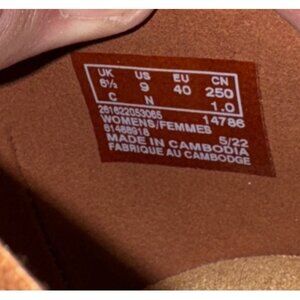 UK US EU CN
6½ 9 40 250
C N 1.0
261622053065 14786
WOMENS/FEMMES
61488918 5/22
MADE IN CAMBODIA
FABRIQUE AU CAMBODGE